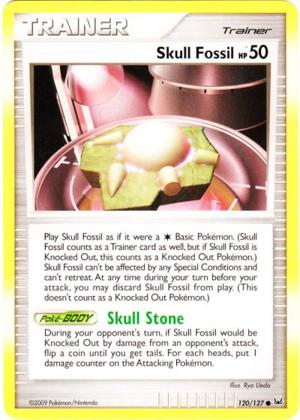 TRAINER
Trainer
Skull Fossil HP 50
Play Skull Fossil as if it were a Basic Pokémon. (Skull
Fossil counts as a Trainer card as well, but if Skull Fossil is
Knocked Out, this counts as a Knocked Out Pokémon.)
Skull Fossil can't be affected by any Special Conditions and
can't retreat. At any time during your turn before your
attack, you may discard Skull Fossil from play. (This
doesn't count as a Knocked Out Pokémon.)
Poké-BODY Skull Stone
During your opponent's turn, if Skull Fossil would be
Knocked Out by damage from an opponent's attack,
flip a coin until you get tails. For each heads, put 1
damage counter on the Attacking Pokémon.
Illus. Ryo Ueda
©2009 Pokémon/Nintendo
120/127